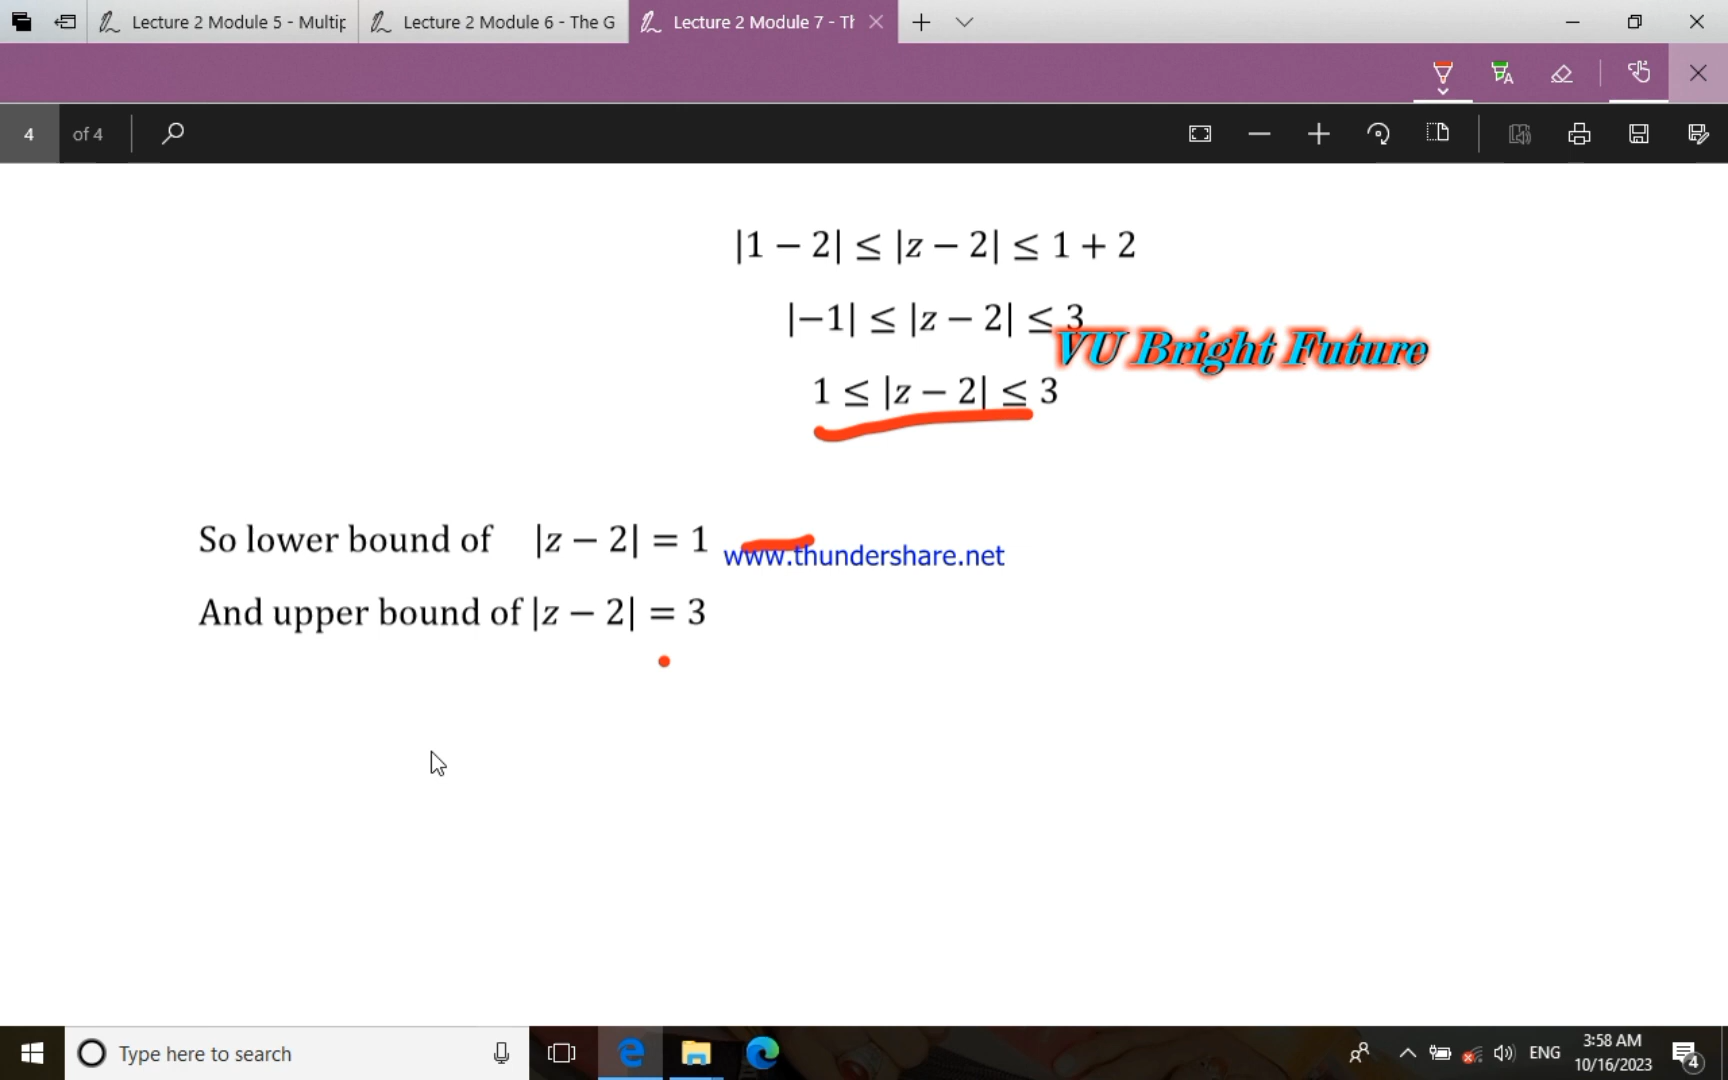 Lecture 2 Module 5 - Multip
Lecture 2 Module 6 - The G
Lecture 2 Module 7 - Th
4 of 4
|1 − 2| ≤ |z − 2| ≤ 1 + 2
|−1| ≤ |z − 2| ≤ 3
VU Bright Future
1 ≤ |z − 2| ≤ 3
So lower bound of |z − 2| = 1
www.thundershare.net
And upper bound of |z − 2| = 3
Type here to search
ENG
3:58 AM
10/16/2023
4